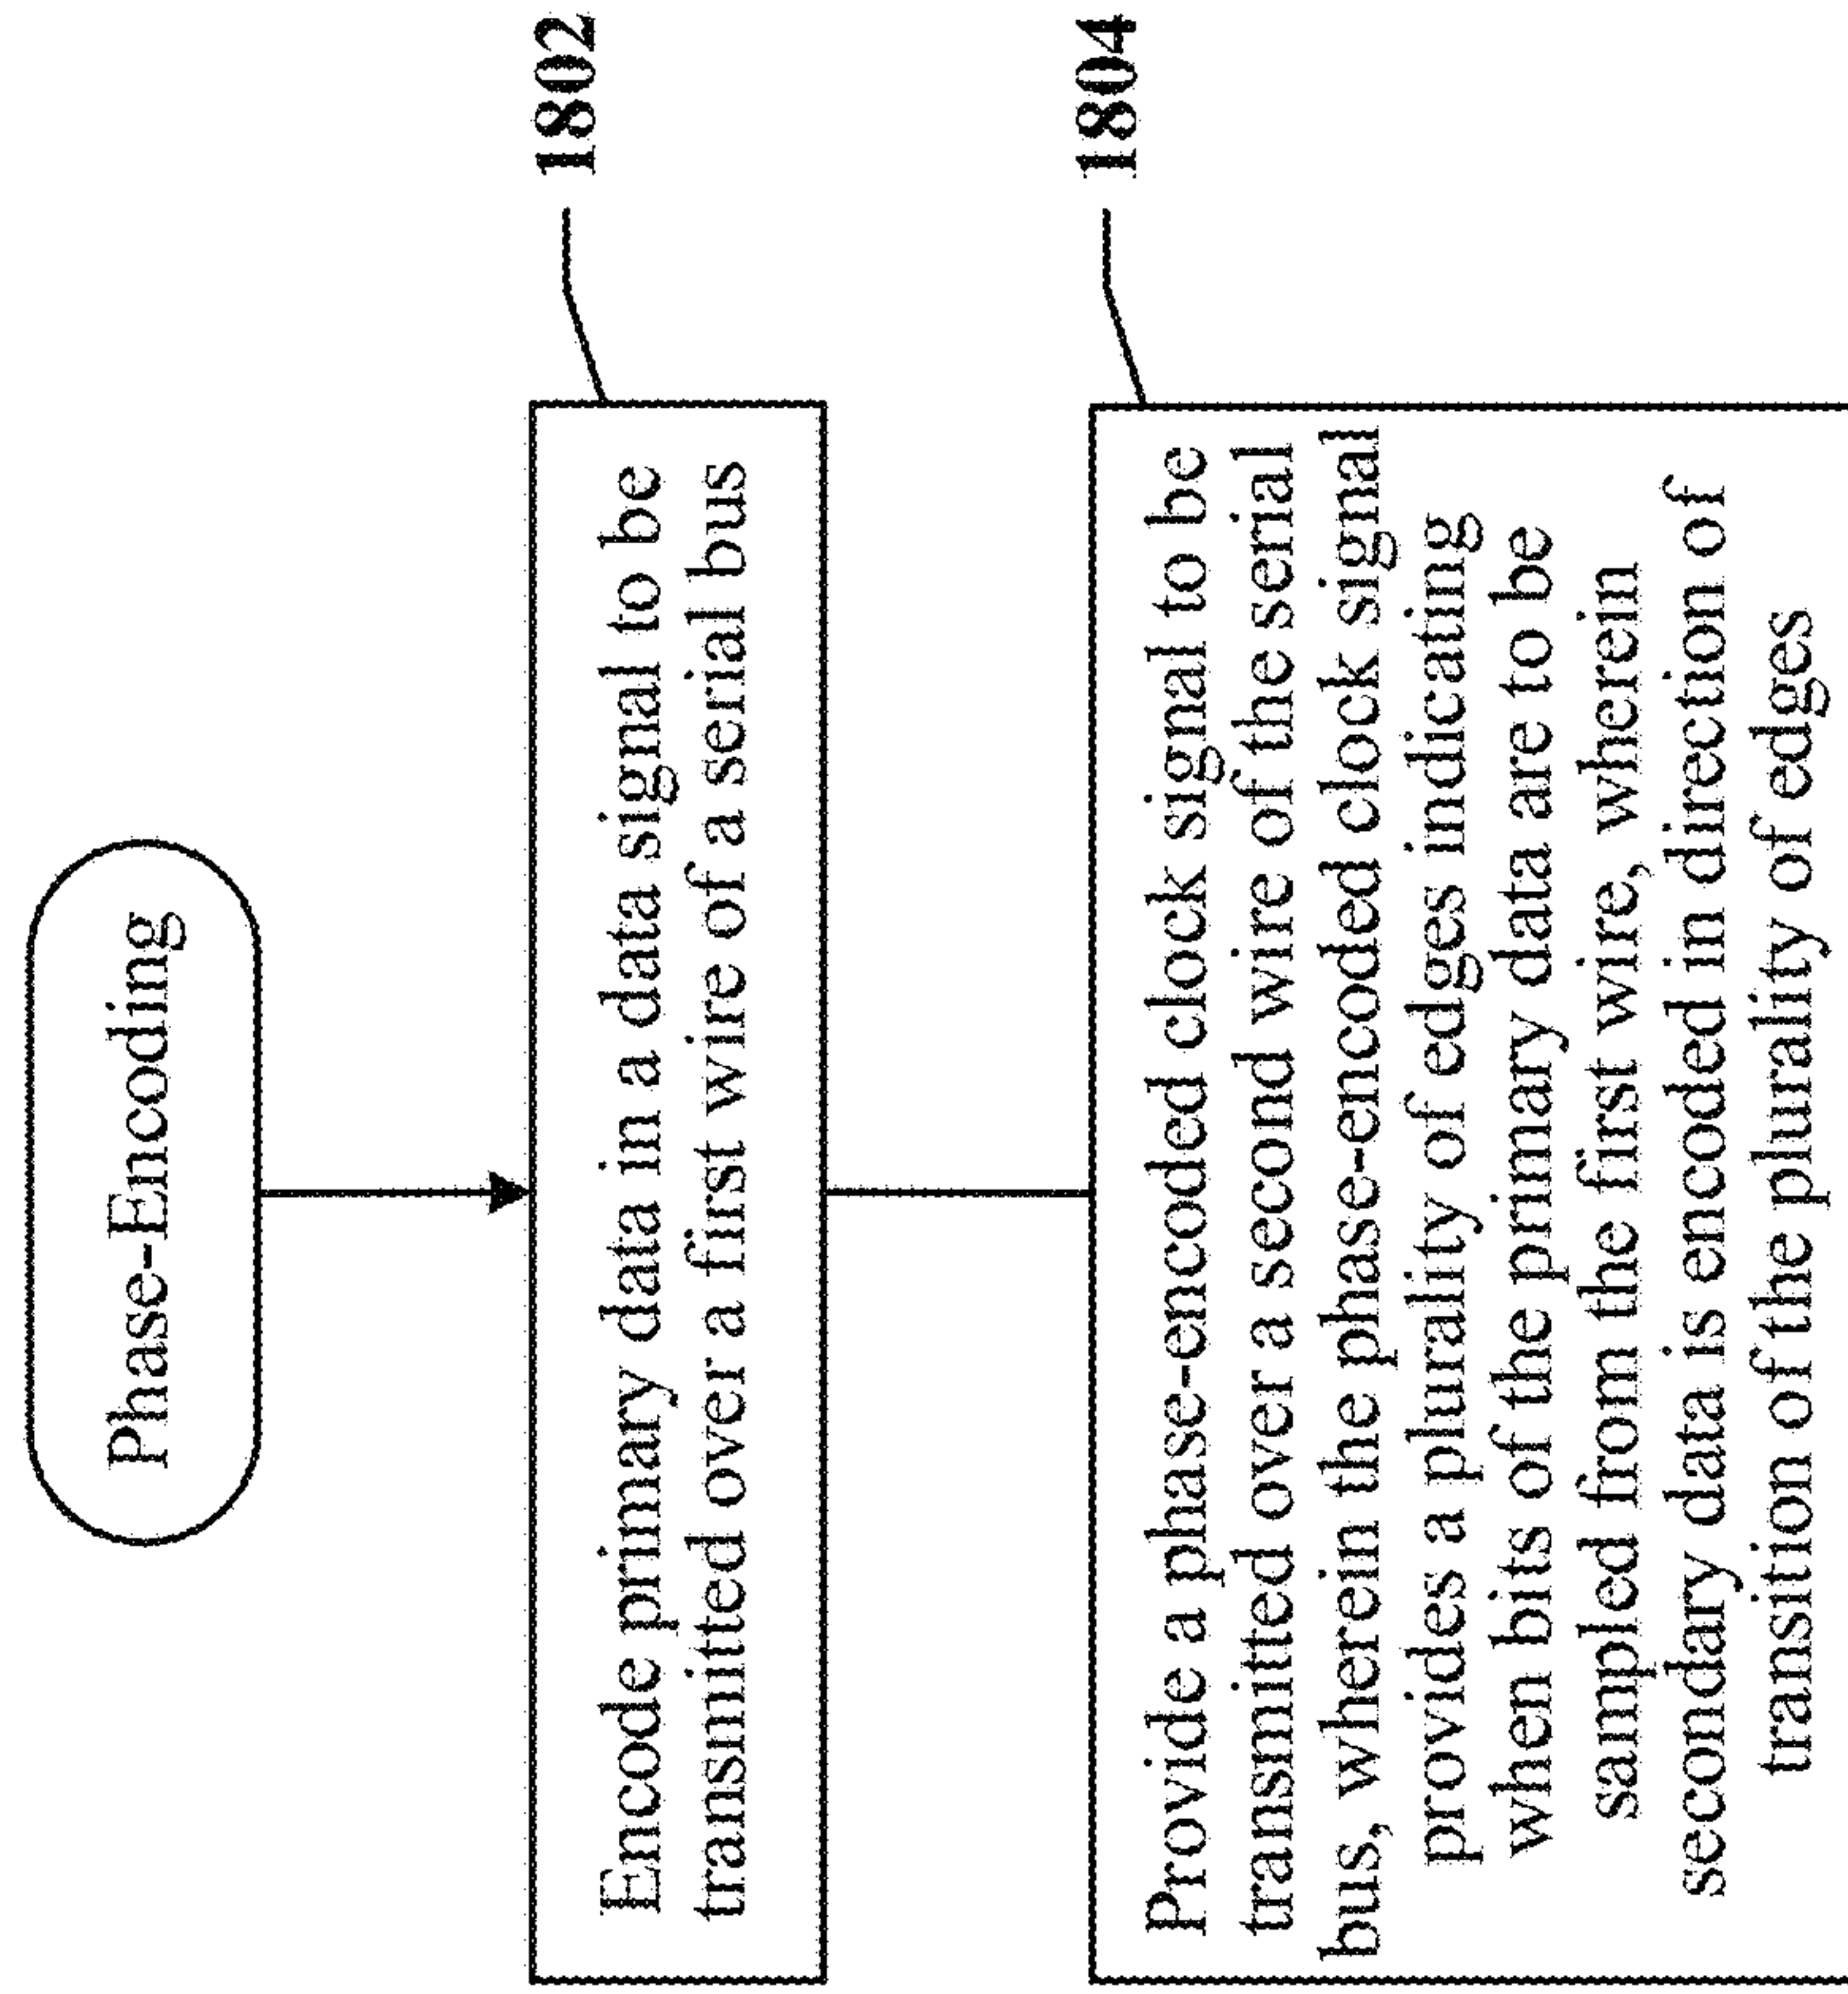 Phase-Encoding
1802
Encode primary data in a data signal to be
transmitted over a first wire of a serial bus
1804
Provide a phase-encoded clock signal to be
transmitted over a second wire of the serial
bus, wherein the phase-encoded clock signal
provides a plurality of edges indicating
when bits of the primary data are to be
sampled from the first wire, wherein
secondary data is encoded in direction of
transition of the plurality of edges